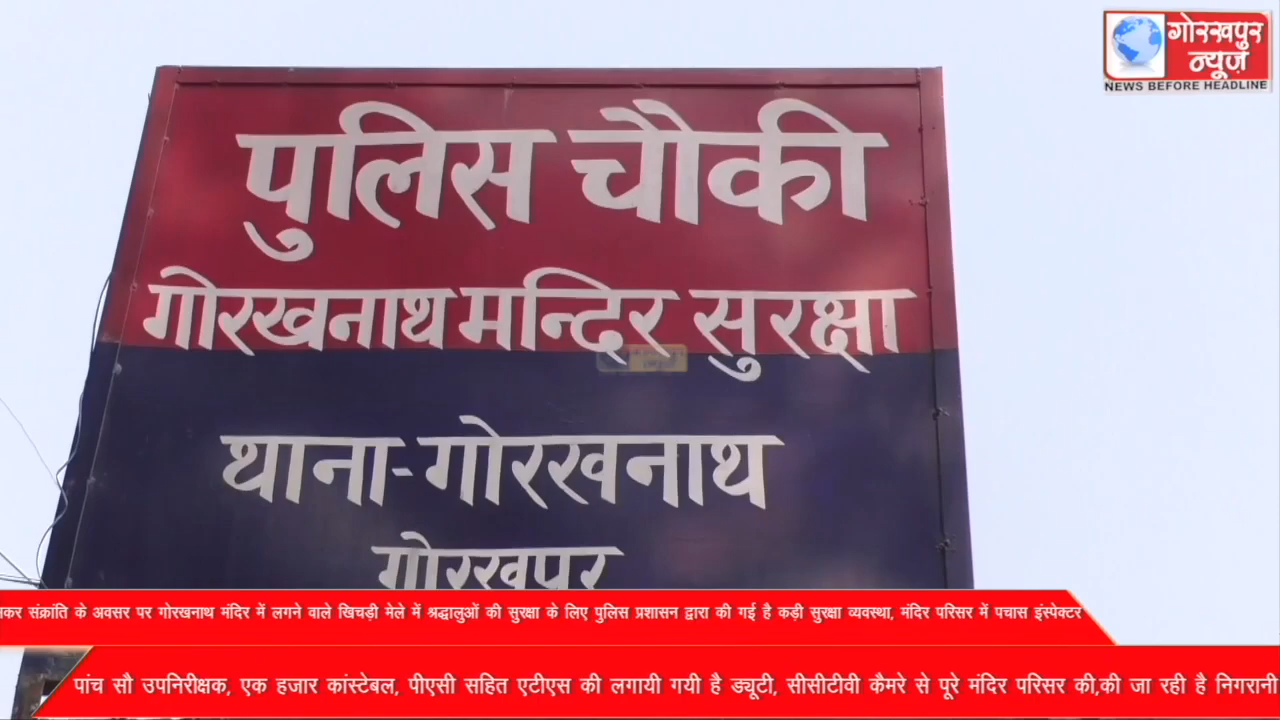 गोरखपुर
न्यूज़
NEWS BEFORE HEADLINE
पुलिस चौकी
गोरखनाथ मन्दिर सुरक्षा
थाना-गोरखनाथ
गोरखपुर
संक्रांति के अवसर पर गोरखनाथ मंदिर में लगने वाले खिचड़ी मेले में श्रद्धालुओं की सुरक्षा के लिए पुलिस प्रशासन द्वारा की गई है कड़ी सुरक्षा व्यवस्था, मंदिर परिसर में पचास इंस्पेक्टर
पांच सौ उपनिरीक्षक, एक हजार कांस्टेबल, पीएसी सहित एटीएस की लगायी गयी है ड्यूटी, सीसीटीवी कैमरे से पूरे मंदिर परिसर की,की जा रही है निगरानी